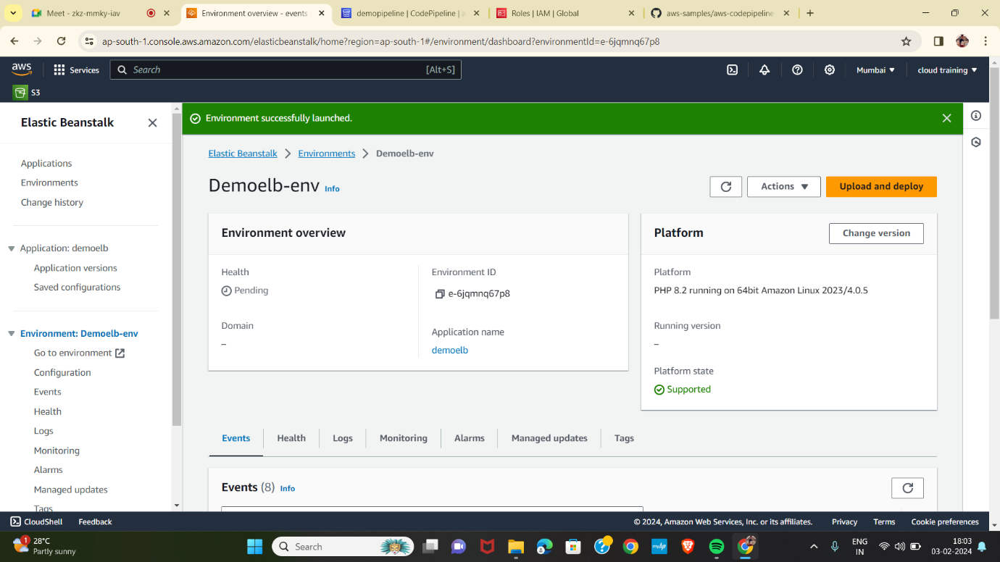 Meet - zkz-mmky-iav
Environment overview - events
demopipeline | CodePipeline | a
Roles | IAM | Global
aws-samples/aws-codepipeline
ap-south-1.console.aws.amazon.com/elasticbeanstalk/home?region=ap-south-1#/environment/dashboard?environmentId=e-6jqmnq67p8
aws
Services
Search
[Alt+S]
Mumbai
cloud training
S3
Elastic Beanstalk
Applications
Environments
Change history
Application: demoelb
Application versions
Saved configurations
Environment: Demoelb-env
Go to environment
Configuration
Events
Health
Logs
Monitoring
Alarms
Managed updates
Tags
Environment successfully launched.
Elastic Beanstalk > Environments > Demoelb-env
Demoelb-env Info
Actions
Upload and deploy
Environment overview
Health
Pending
Domain
–
Environment ID
e-6jqmnq67p8
Application name
demoelb
Platform
Change version
Platform
PHP 8.2 running on 64bit Amazon Linux 2023/4.0.5
Running version
–
Platform state
Supported
Events
Health
Logs
Monitoring
Alarms
Managed updates
Tags
Events (8) Info
CloudShell
Feedback
© 2024, Amazon Web Services, Inc. or its affiliates.
Privacy
Terms
Cookie preferences
1
28°C
Partly sunny
Search
ENG
IN
18:03
03-02-2024